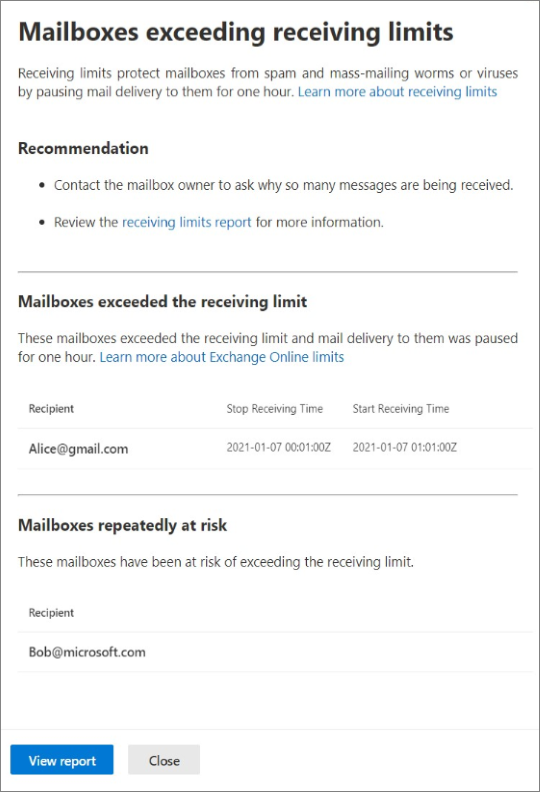 Mailboxes exceeding receiving limits
Receiving limits protect mailboxes from spam and mass-mailing worms or viruses
by pausing mail delivery to them for one hour. Learn more about receiving limits
Recommendation
• Contact the mailbox owner to ask why so many messages are being received.
• Review the receiving limits report for more information.
Mailboxes exceeded the receiving limit
These mailboxes exceeded the receiving limit and mail delivery to them was paused
for one hour. Learn more about Exchange Online limits
Recipient Stop Receiving Time Start Receiving Time
Alice@gmail.com 2021-01-07 00:01:00Z 2021-01-07 01:01:00Z
Mailboxes repeatedly at risk
These mailboxes have been at risk of exceeding the receiving limit.
Recipient
Bob@microsoft.com
View report Close